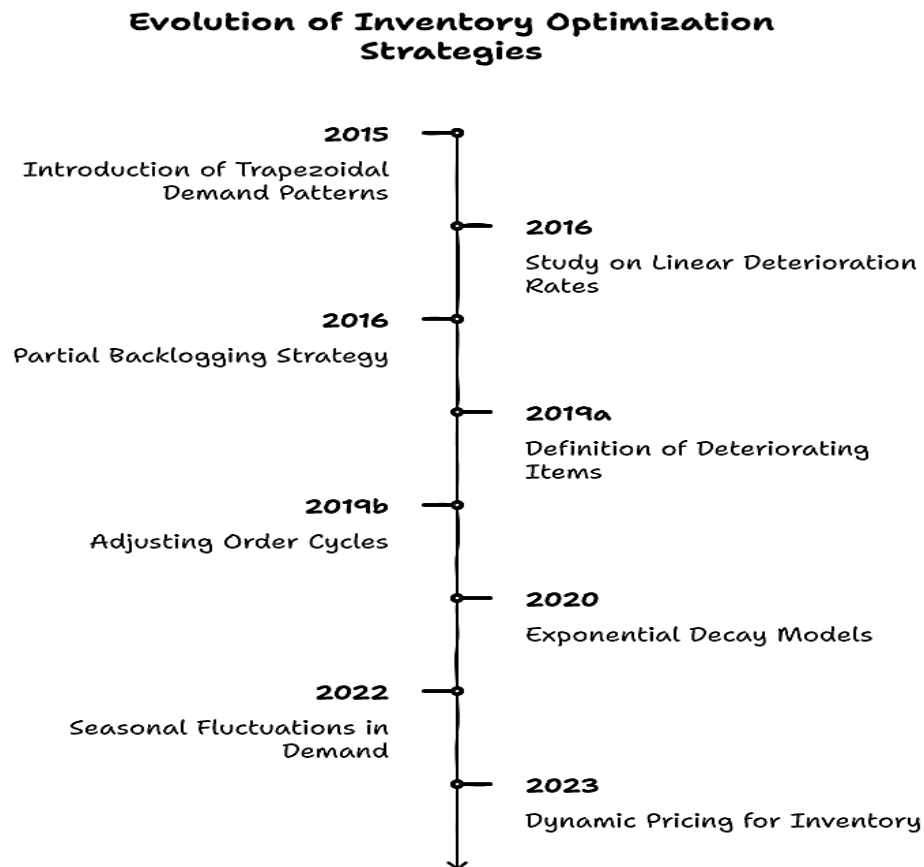 Evolution of Inventory Optimization
Strategies
2015
Introduction of Trapezoidal
Demand Patterns
2016
Study on Linear Deterioration
Rates
2016
Partial Backlogging Strategy
2019a
Definition of Deteriorating
Items
2019b
Adjusting Order Cycles
2020
Exponential Decay Models
2022
Seasonal Fluctuations in
Demand
2023
Dynamic Pricing for Inventory